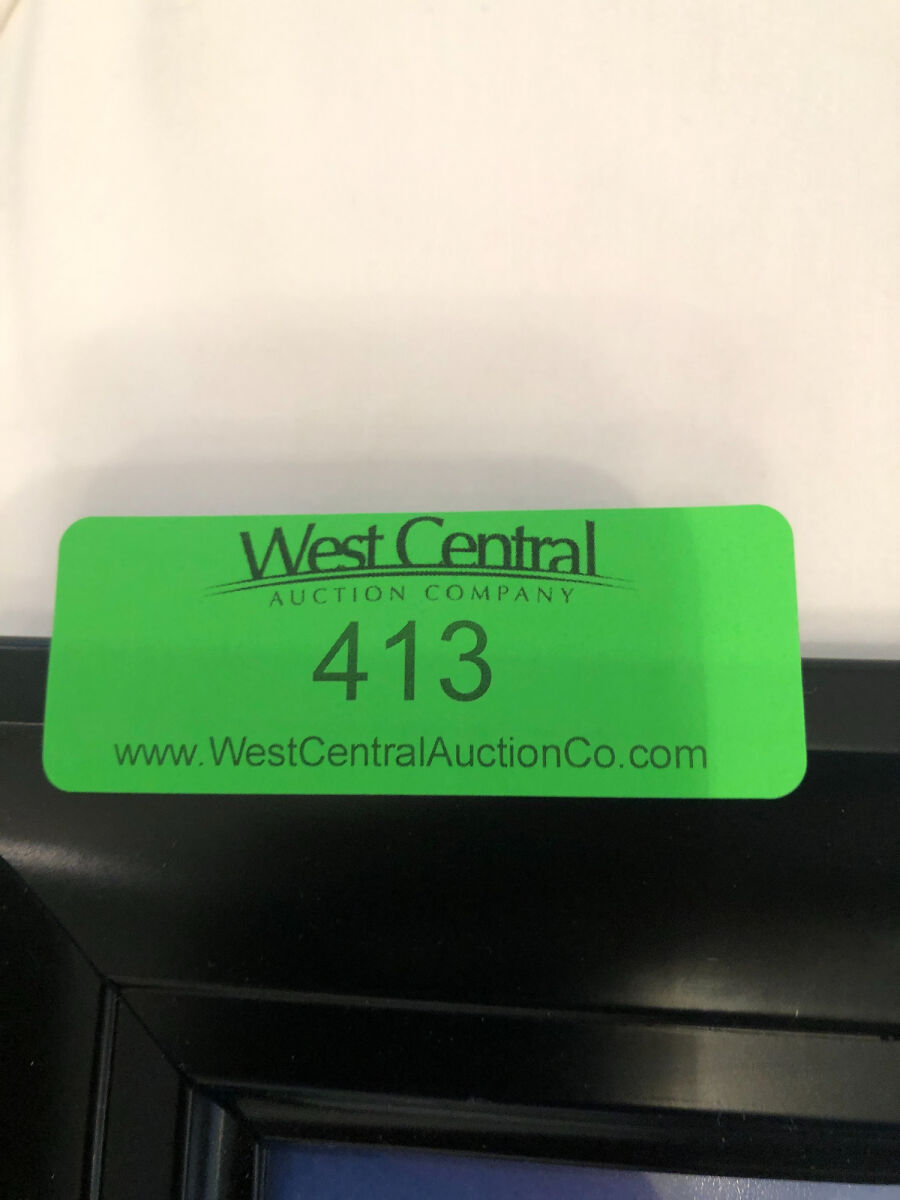 West Central
AUCTION COMPANY
413
www.WestCentralAuctionCo.com